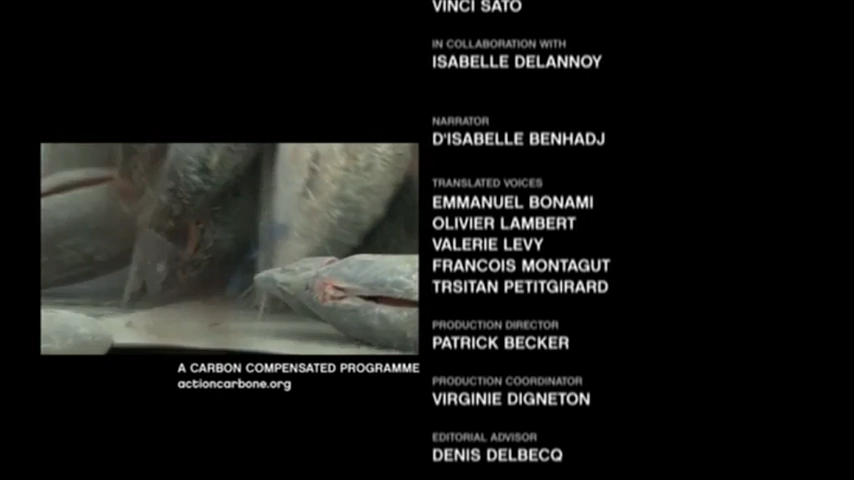 VINCI SATO
IN COLLABORATION WITH
ISABELLE DELANNOY
NARRATOR
D'ISABELLE BENHADJ
TRANSLATED VOICES
EMMANUEL BONAMI
OLIVIER LAMBERT
VALERIE LEVY
FRANCOIS MONTAGUT
TRSITAN PETITGIRARD
PRODUCTION DIRECTOR
PATRICK BECKER
PRODUCTION COORDINATOR
VIRGINIE DIGNETON
EDITORIAL ADVISOR
DENIS DELBECQ
A CARBON COMPENSATED PROGRAMME
actioncarbone.org